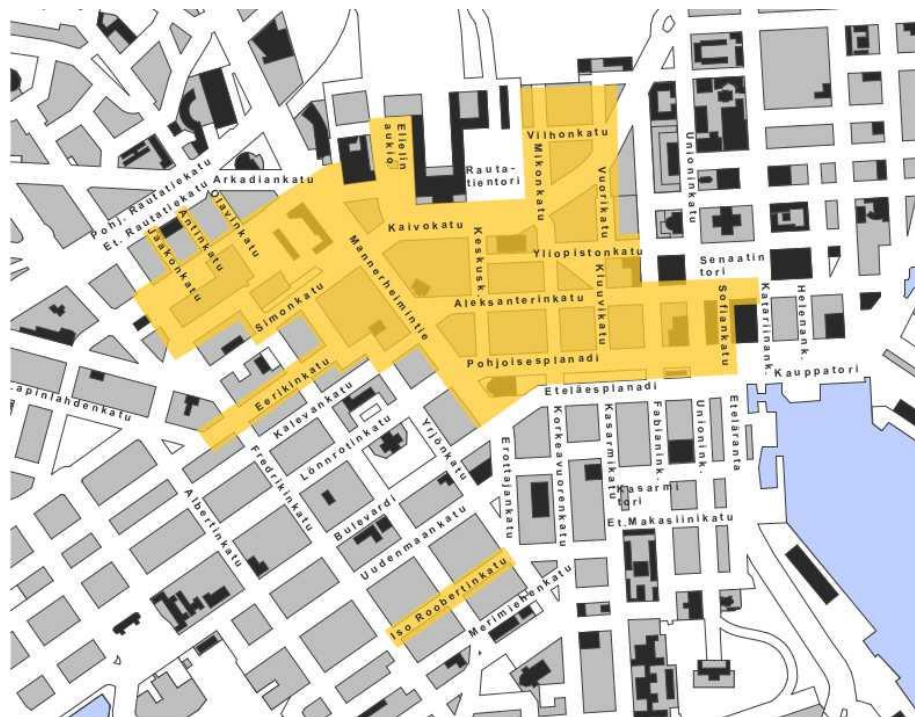 Elielin
aukio
Vilhonkatu
Rauta-
tientori
Mikonkatu
Vuorikatu
Unioninkatu
Arkadiankatu
Pohj. Rautatiekatu
Et. Rautatiekatu
Olavinkatu
Antinkatu
Jaakonkatu
Kaivokatu
Keskusk.
Yliopistonkatu
Senaatin
tori
Mannerheimintie
Simonkatu
Aleksanterinkatu
Kluuvikatu
Sofiankatu
Katariinank.
Helenank.
Pohjoisesplanadi
Kauppatori
Eteläesplanadi
Eerikinkatu
Kalevankatu
Lönnrotinkatu
Yrjönkatu
apinlahdenkatu
Fredrikinkatu
Albertinkatu
Bulevardi
Uudenmaankatu
Erottajankatu
Korkeavuorenkatu
Kasarmikatu
Fabianink.
Unionink.
Eteläranta
Kasarmi
tori
Et.Makasiinikatu
Iso Roobertinkatu
Merimiehenkatu